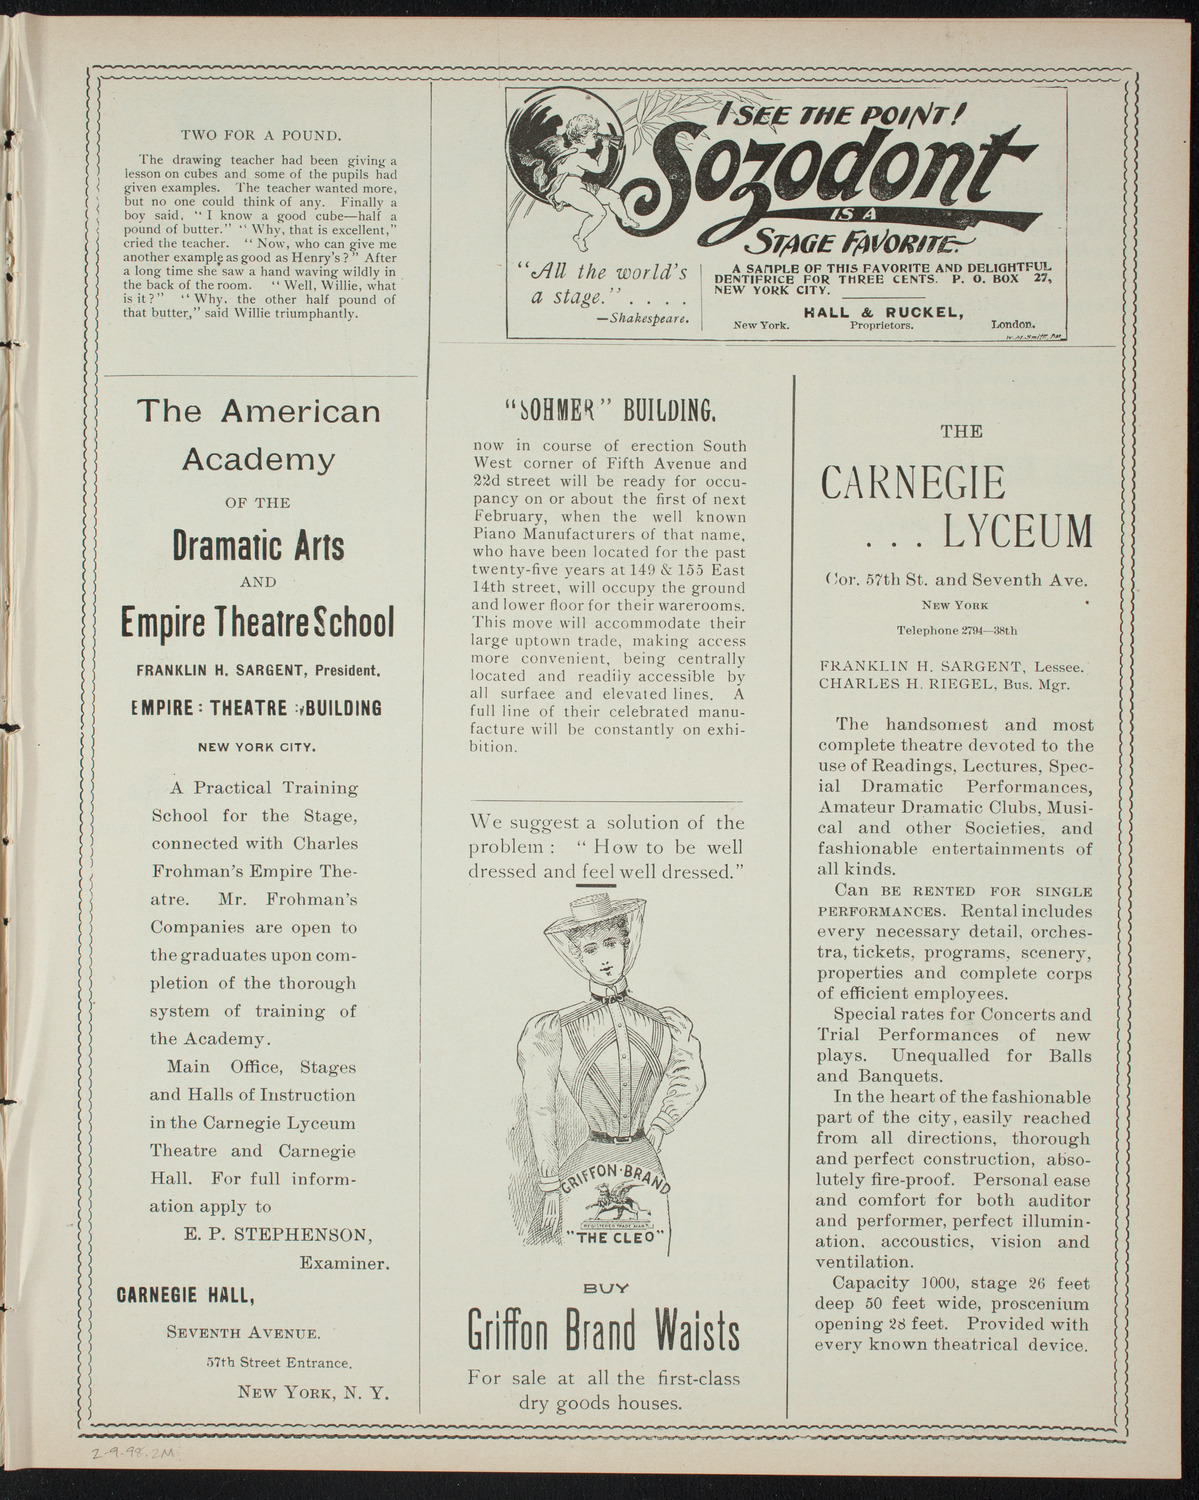 TWO FOR A POUND.
The drawing teacher had been giving a
lesson on cubes and some of the pupils had
given examples. The teacher wanted more,
but no one could think of any. Finally a
boy said, "I know a good cube—half a
pound of butter." "Why, that is excellent,"
cried the teacher. "Now, who can give me
another example as good as Henry's?" After
a long time she saw a hand waving wildly in
the back of the room. "Well, Willie, what
is it?" "Why, the other half pound of
that butter," said Willie triumphantly.
I SEE THE POINT!
Sozodont
IS A
STAGE FAVORITE.
"All the world's
a stage." . . . .
—Shakespeare.
A SAMPLE OF THIS FAVORITE AND DELIGHTFUL
DENTIFRICE FOR THREE CENTS. P. O. BOX 27,
NEW YORK CITY.
HALL & RUCKEL,
New York. Proprietors. London.
W.M.Smith
The American
Academy
OF THE
Dramatic Arts
AND
Empire Theatre School
FRANKLIN H. SARGENT, President.
EMPIRE : THEATRE : BUILDING
NEW YORK CITY.
A Practical Training
School for the Stage,
connected with Charles
Frohman's Empire The-
atre. Mr. Frohman's
Companies are open to
the graduates upon com-
pletion of the thorough
system of training of
the Academy.
Main Office, Stages
and Halls of Instruction
in the Carnegie Lyceum
Theatre and Carnegie
Hall. For full inform-
ation apply to
E. P. STEPHENSON,
Examiner.
CARNEGIE HALL,
SEVENTH AVENUE.
57th Street Entrance.
NEW YORK, N. Y.
"SOHMER" BUILDING.
now in course of erection South
West corner of Fifth Avenue and
22d street will be ready for occu-
pancy on or about the first of next
February, when the well known
Piano Manufacturers of that name,
who have been located for the past
twenty-five years at 149 & 155 East
14th street, will occupy the ground
and lower floor for their warerooms.
This move will accommodate their
large uptown trade, making access
more convenient, being centrally
located and readily accessible by
all surfaee and elevated lines. A
full line of their celebrated manu-
facture will be constantly on exhi-
bition.
We suggest a solution of the
problem : "How to be well
dressed and feel well dressed."
GRIFFON·BRAND
REGISTERED TRADE MARK
"THE CLEO"
BUY
Griffon Brand Waists
For sale at all the first-class
dry goods houses.
THE
CARNEGIE
. . . LYCEUM
Cor. 57th St. and Seventh Ave.
NEW YORK
Telephone 2794—38th
FRANKLIN H. SARGENT, Lessee.
CHARLES H. RIEGEL, Bus. Mgr.
The handsomest and most
complete theatre devoted to the
use of Readings, Lectures, Spec-
ial Dramatic Performances,
Amateur Dramatic Clubs, Musi-
cal and other Societies, and
fashionable entertainments of
all kinds.
Can BE RENTED FOR SINGLE
PERFORMANCES. Rental includes
every necessary detail, orches-
tra, tickets, programs, scenery,
properties and complete corps
of efficient employees.
Special rates for Concerts and
Trial Performances of new
plays. Unequalled for Balls
and Banquets.
In the heart of the fashionable
part of the city, easily reached
from all directions, thorough
and perfect construction, abso-
lutely fire-proof. Personal ease
and comfort for both auditor
and performer, perfect illumin-
ation, accoustics, vision and
ventilation.
Capacity 1000, stage 26 feet
deep 50 feet wide, proscenium
opening 28 feet. Provided with
every known theatrical device.
2-9-98.2M